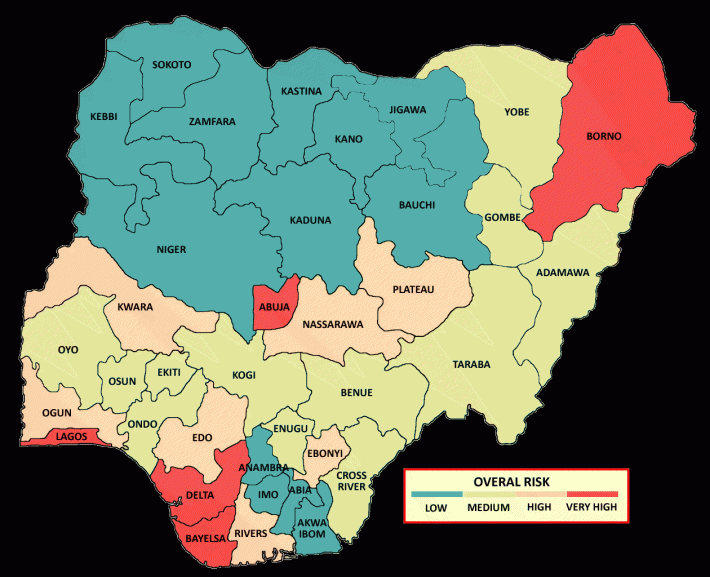 SOKOTO
KEBBI
ZAMFARA
KASTINA
KANO
JIGAWA
YOBE
BORNO
NIGER
KADUNA
BAUCHI
GOMBE
ADAMAWA
KWARA
ABUJA
NASSARAWA
PLATEAU
TARABA
OYO
OSUN
EKITI
KOGI
BENUE
OGUN
LAGOS
ONDO
EDO
ENUGU
EBONYI
CROSS
RIVER
ANAMBRA
IMO
ABIA
DELTA
BAYELSA
RIVERS
AKWA
IBOM
OVERAL RISK
LOW MEDIUM HIGH VERY HIGH